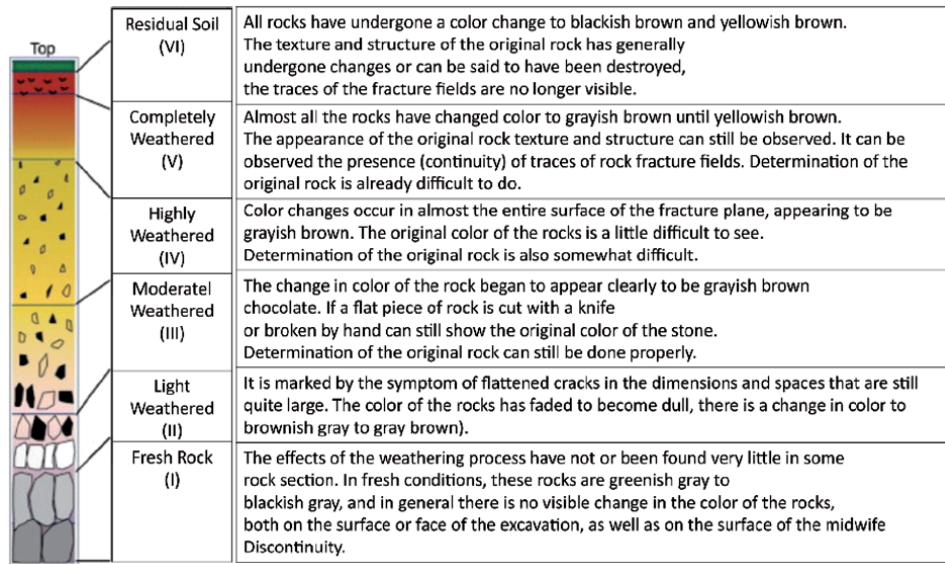 Top
Residual Soil
(VI)
All rocks have undergone a color change to blackish brown and yellowish brown.
The texture and structure of the original rock has generally
undergone changes or can be said to have been destroyed,
the traces of the fracture fields are no longer visible.
Completely
Weathered
(V)
Almost all the rocks have changed color to grayish brown until yellowish brown.
The appearance of the original rock texture and structure can still be observed. It can be
observed the presence (continuity) of traces of rock fracture fields. Determination of the
original rock is already difficult to do.
Highly
Weathered
(IV)
Color changes occur in almost the entire surface of the fracture plane, appearing to be
grayish brown. The original color of the rocks is a little difficult to see.
Determination of the original rock is also somewhat difficult.
Moderatel
Weathered
(III)
The change in color of the rock began to appear clearly to be grayish brown
chocolate. If a flat piece of rock is cut with a knife
or broken by hand can still show the original color of the stone.
Determination of the original rock can still be done properly.
Light
Weathered
(II)
It is marked by the symptom of flattened cracks in the dimensions and spaces that are still
quite large. The color of the rocks has faded to become dull, there is a change in color to
brownish gray to gray brown).
Fresh Rock
(I)
The effects of the weathering process have not or been found very little in some
rock section. In fresh conditions, these rocks are greenish gray to
blackish gray, and in general there is no visible change in the color of the rocks,
both on the surface or face of the excavation, as well as on the surface of the midwife
Discontinuity.